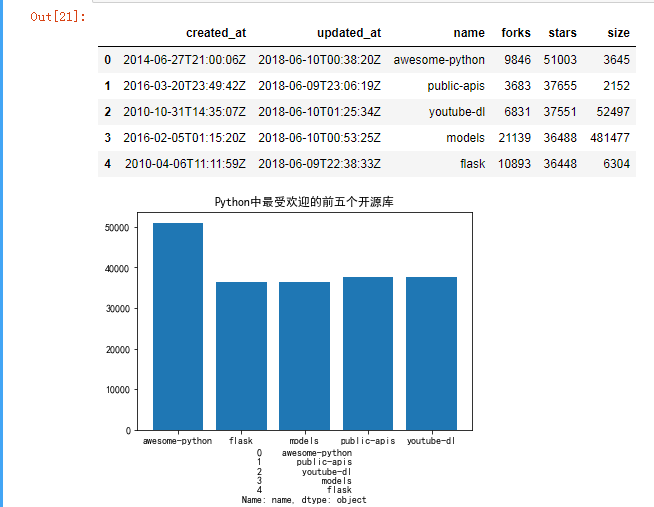 Out[21]:
created_at updated_at name forks stars size
0 2014-06-27T21:00:06Z 2018-06-10T00:38:20Z awesome-python 9846 51003 3645
1 2016-03-20T23:49:42Z 2018-06-09T23:06:19Z public-apis 3683 37655 2152
2 2010-10-31T14:35:07Z 2018-06-10T01:25:34Z youtube-dl 6831 37551 52497
3 2016-02-05T01:15:20Z 2018-06-10T00:53:25Z models 21139 36488 481477
4 2010-04-06T11:11:59Z 2018-06-09T22:38:33Z flask 10893 36448 6304
Python中最受欢迎的前五个开源库
50000
40000
30000
20000
10000
0
awesome-python flask models public-apis youtube-dl
0 awesome-python
1 public-apis
2 youtube-dl
3 models
4 flask
Name: name, dtype: object